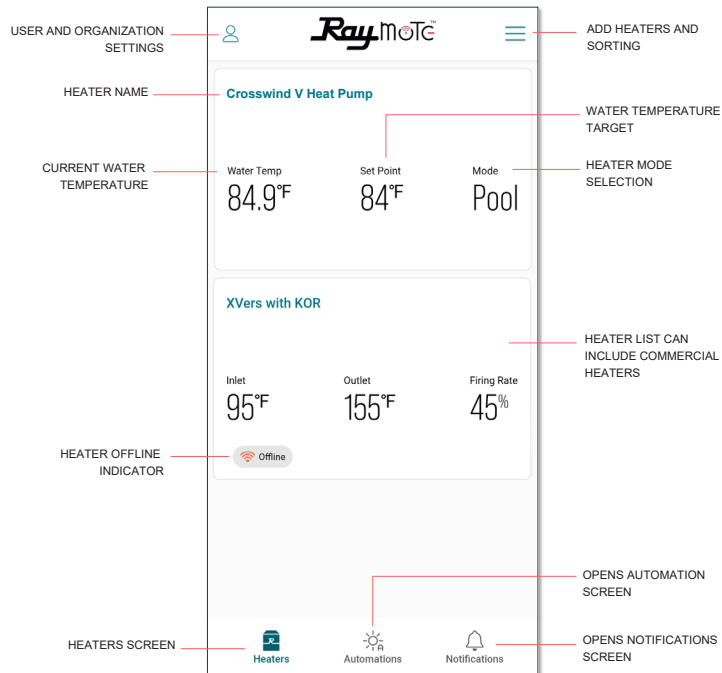 USER AND ORGANIZATION
SETTINGS
Raymote™
ADD HEATERS AND
SORTING
HEATER NAME
Crosswind V Heat Pump
WATER TEMPERATURE
TARGET
CURRENT WATER
TEMPERATURE
Water Temp
84.9°F
Set Point
84°F
Mode
Pool
HEATER MODE
SELECTION
XVers with KOR
HEATER LIST CAN
INCLUDE COMMERCIAL
HEATERS
Inlet
95°F
Outlet
155°F
Firing Rate
45%
HEATER OFFLINE
INDICATOR
Offline
OPENS AUTOMATION
SCREEN
HEATERS SCREEN
R
Heaters
A
Automations
Notifications
OPENS NOTIFICATIONS
SCREEN